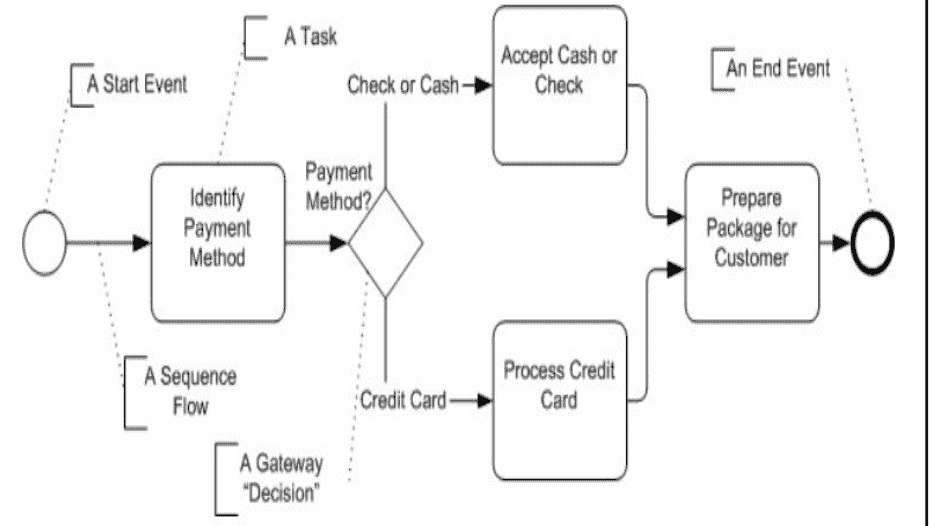 A Task
A Start Event
Accept Cash or
Check
An End Event
Check or Cash
Payment
Method?
Identify
Payment
Method
Prepare
Package for
Customer
A Sequence
Flow
Process Credit
Card
Credit Card
A Gateway
“Decision”